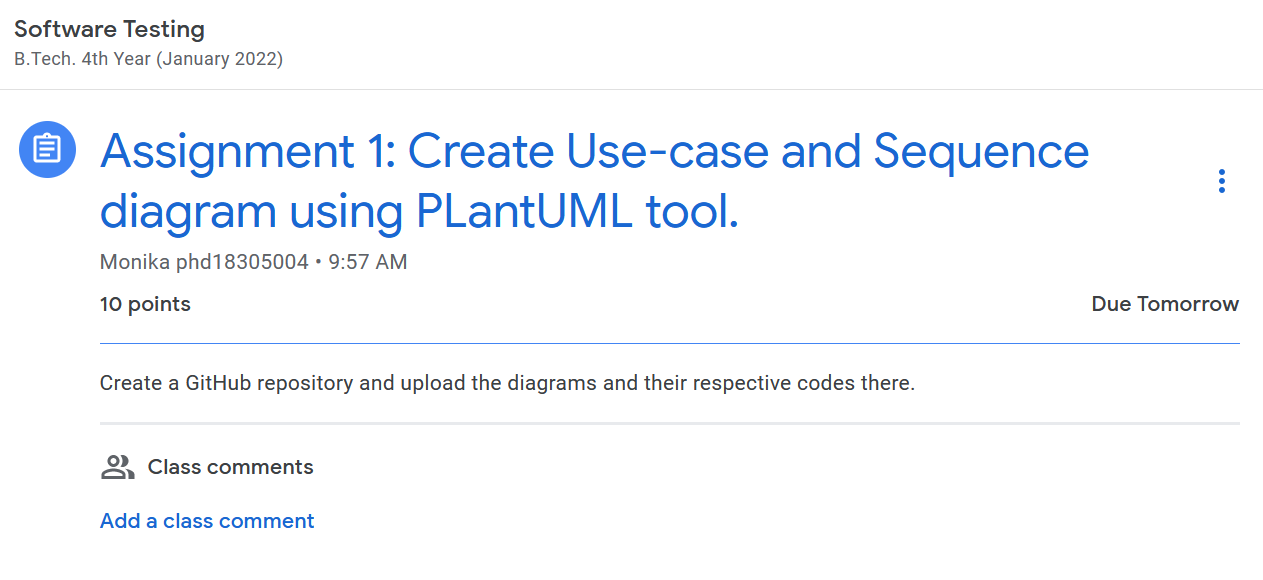 Software Testing
B.Tech. 4th Year (January 2022)
Assignment 1: Create Use-case and Sequence
diagram using PLantUML tool.
Monika phd18305004 • 9:57 AM
10 points
Due Tomorrow
Create a GitHub repository and upload the diagrams and their respective codes there.
Class comments
Add a class comment